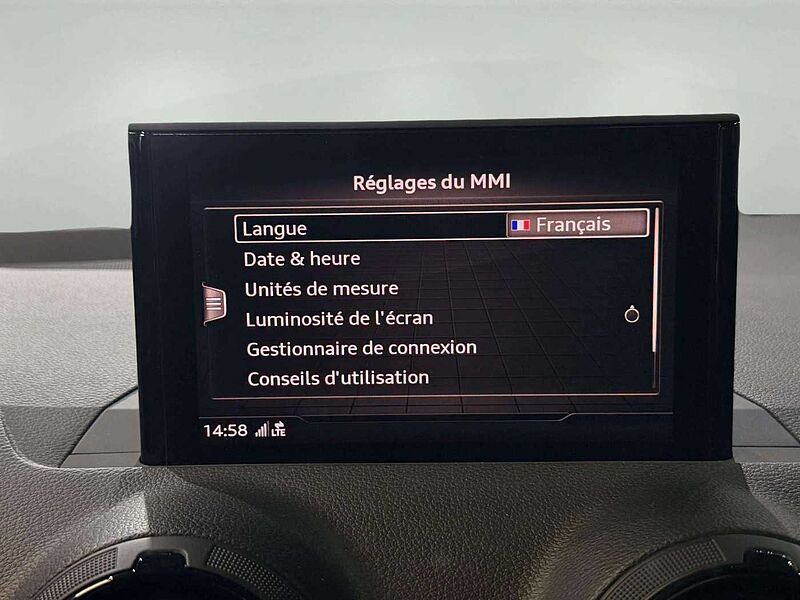 Réglages du MMI
Langue Français
Date & heure
Unités de mesure
Luminosité de l'écran
Gestionnaire de connexion
Conseils d'utilisation
14:58 LTE